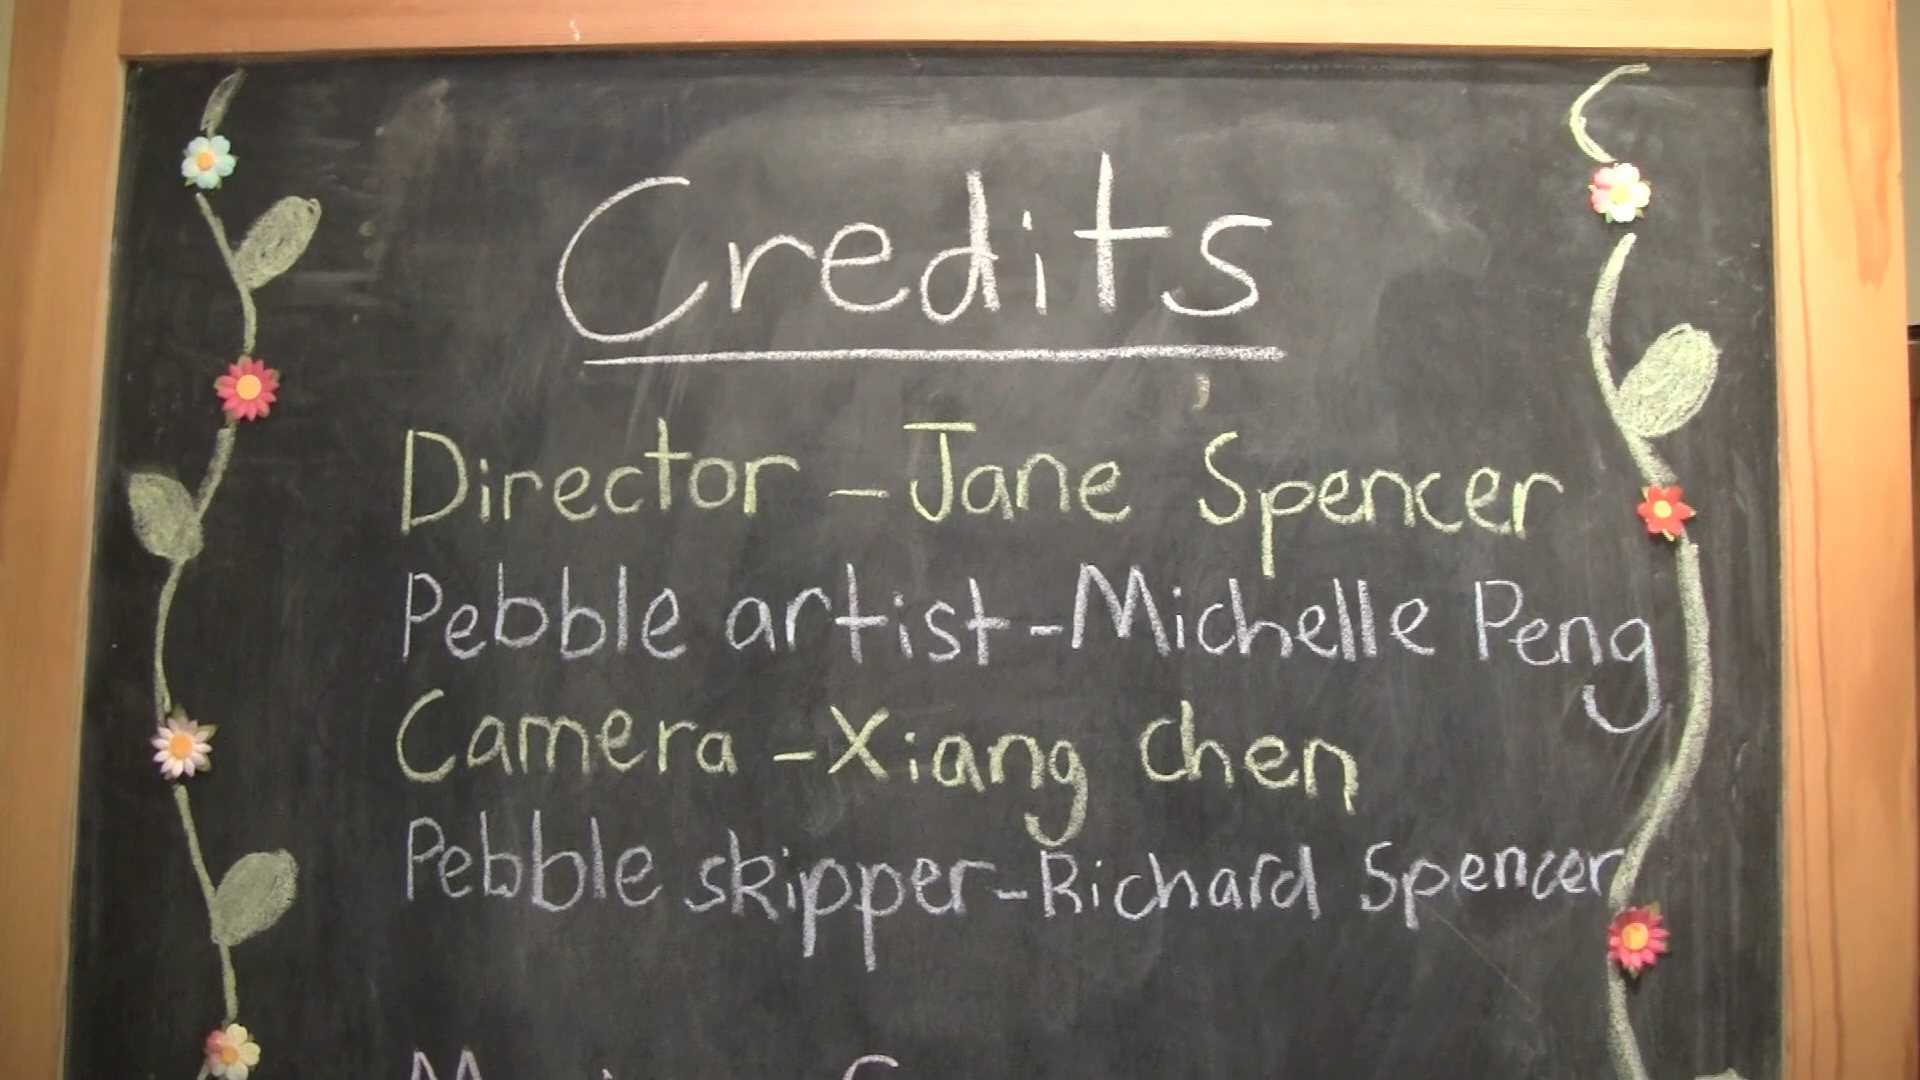 Credits
Director - Jane Spencer
Pebble artist - Michelle Peng
Camera - Xiang chen
Pebble skipper - Richard Spencer